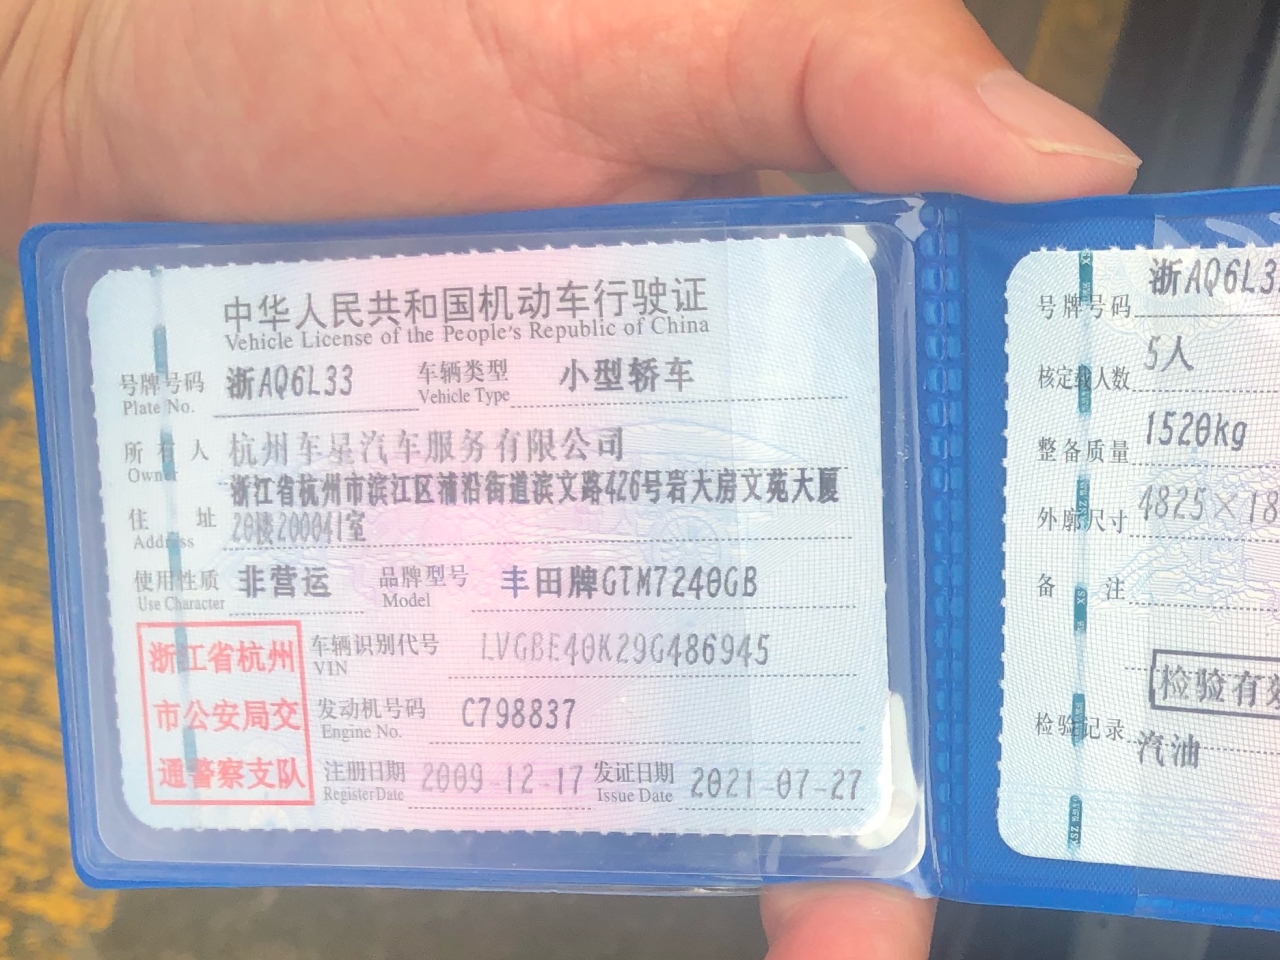 中华人民共和国机动车行驶证
Vehicle License of the People's Republic of China
号牌号码 浙AQ6L33 车辆类型 小型轿车
Plate No. Vehicle Type
所有人 杭州车星汽车服务有限公司
Owner
浙江省杭州市滨江区浦沿街道滨文路426号岩大房文苑大厦
住址 20楼200041室
Address
使用性质 非营运 品牌型号 丰田牌GTM7240GB
Use Character Model
浙江省杭州
市公安局交
通警察支队
车辆识别代号 LVGBE40K29G486945
VIN
发动机号码 C798837
Engine No.
注册日期 2009-12-17 发证日期 2021-07-27
Register Date Issue Date
号牌号码 浙AQ6L3
核定载人数 5人
整备质量 1520kg
外廓尺寸 4825×18
备注
检验有效
检验记录
汽油